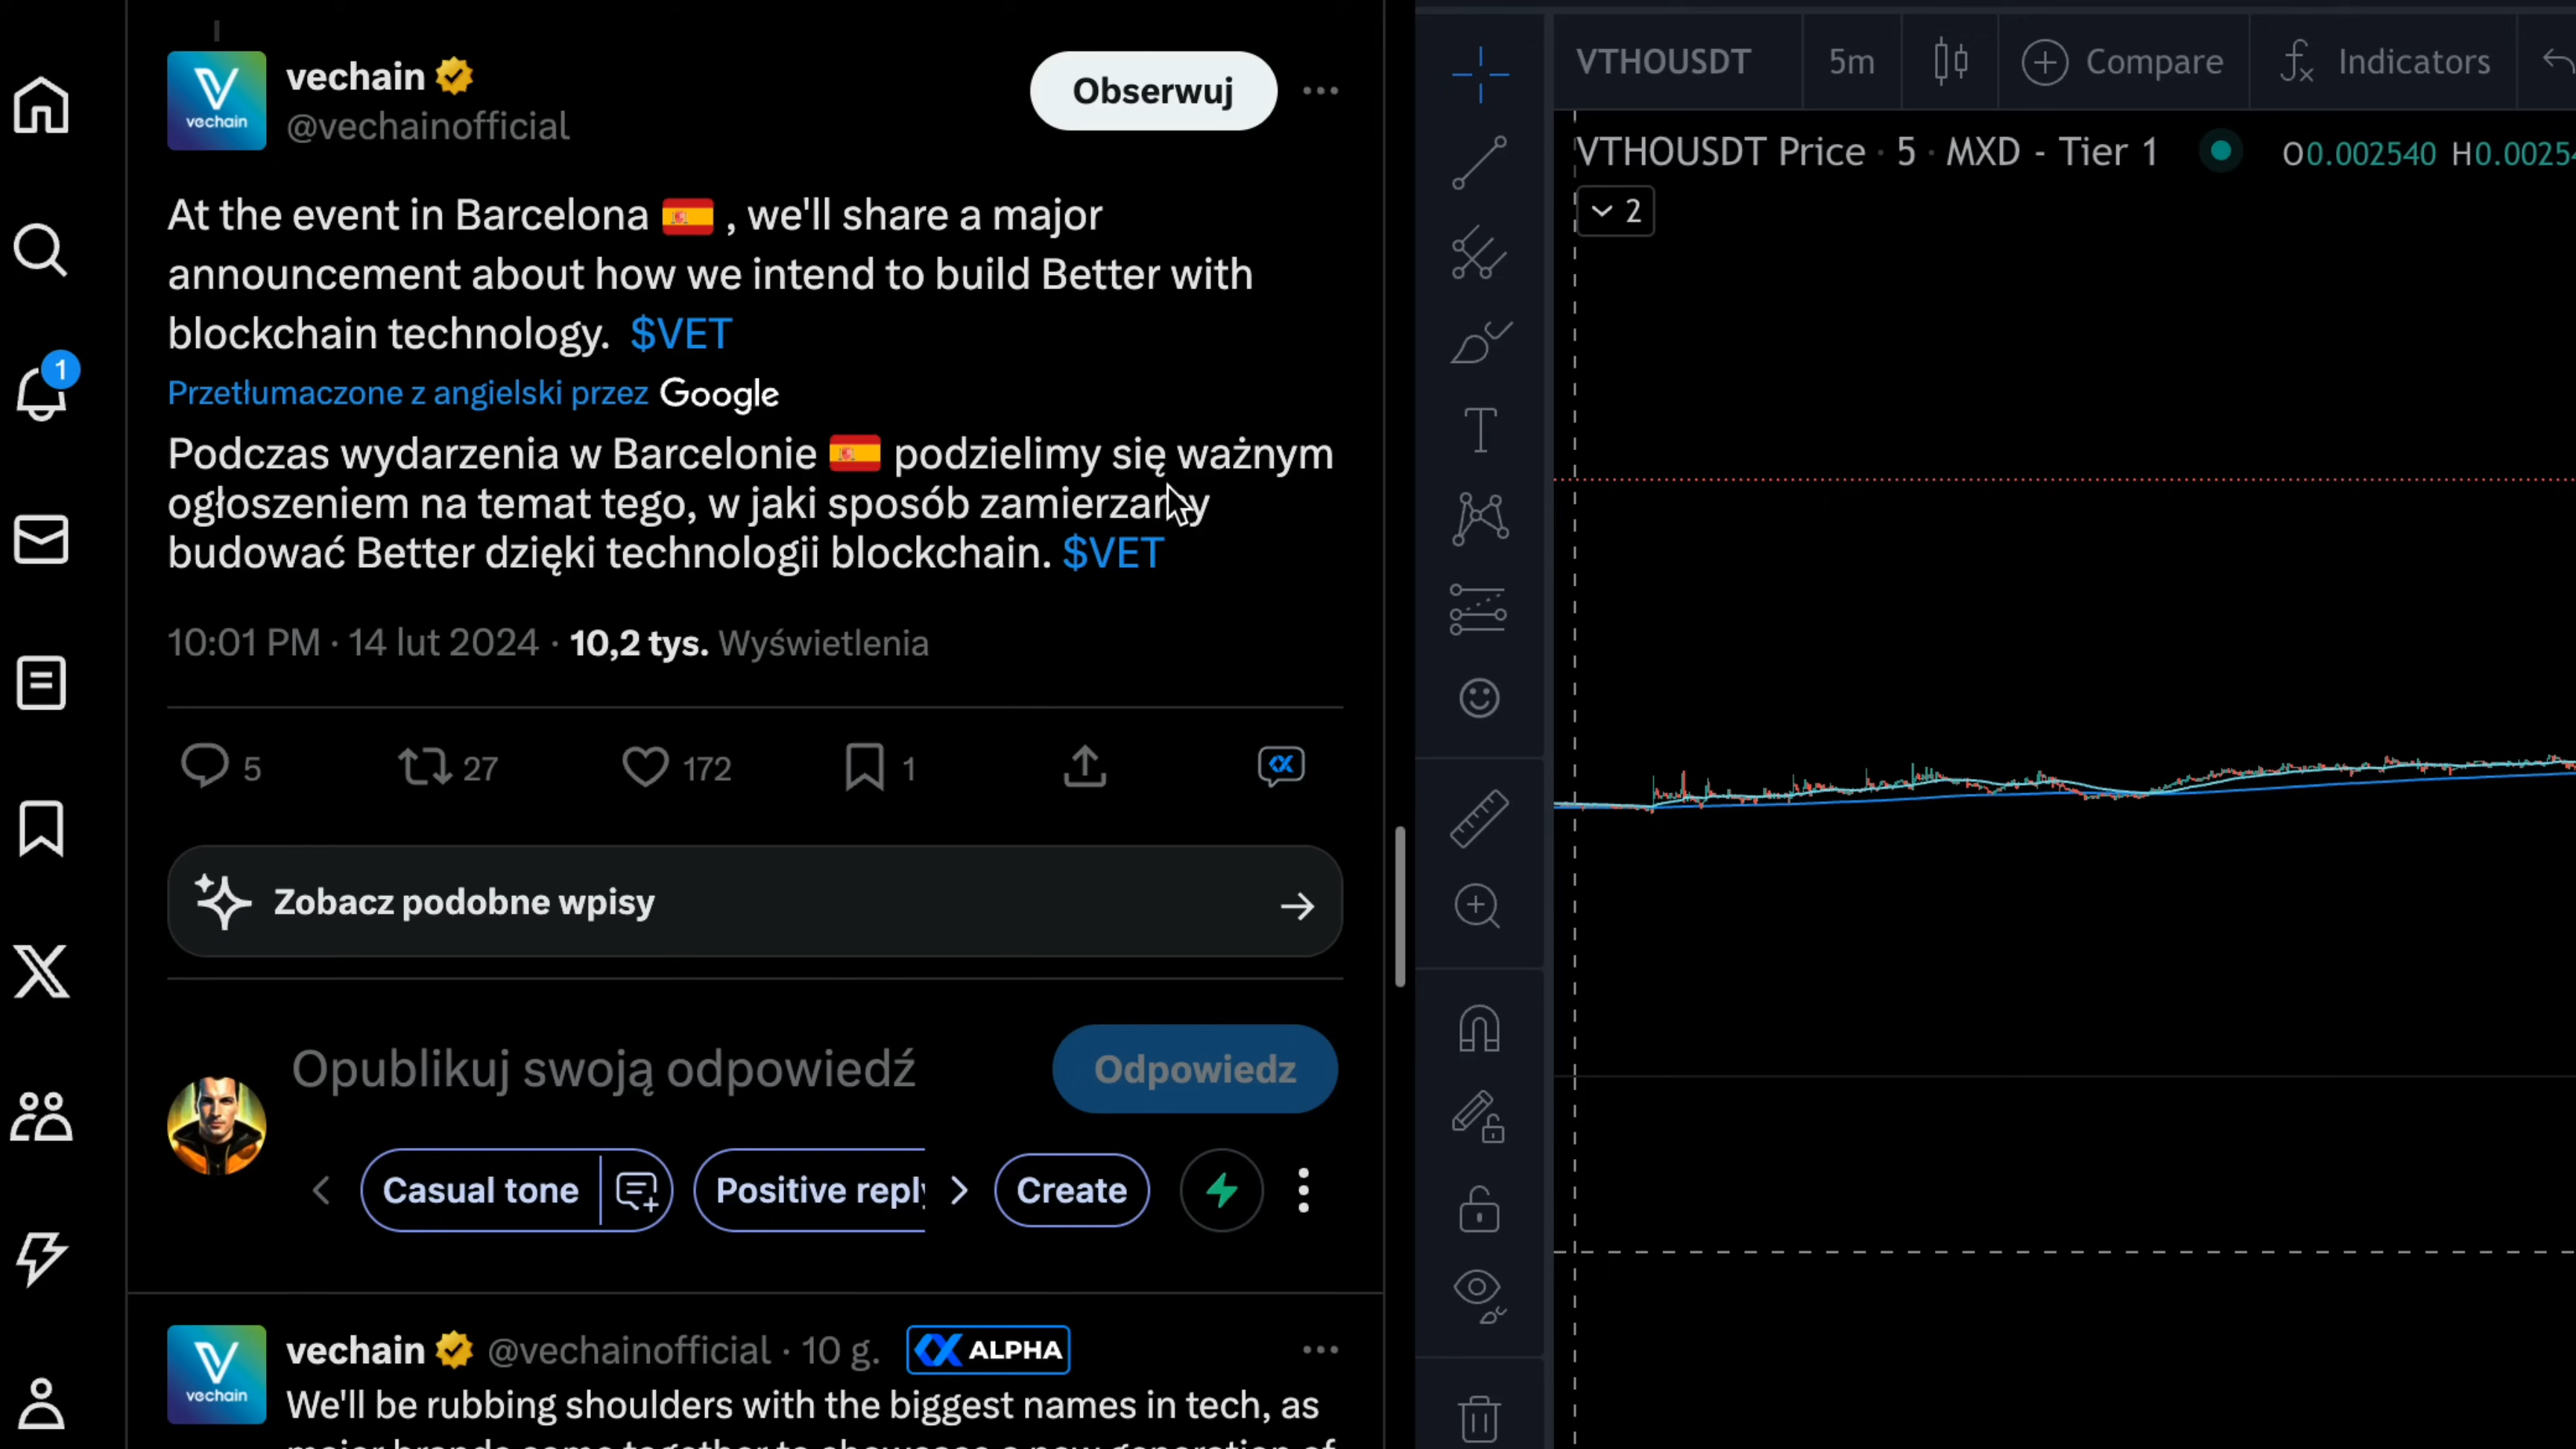 vechain
@vechainofficial
Obserwuj
At the event in Barcelona , we'll share a major
announcement about how we intend to build Better with
blockchain technology. $VET
Przetłumaczone z angielski przez Google
Podczas wydarzenia w Barcelonie podzielimy się ważnym
ogłoszeniem na temat tego, w jaki sposób zamierzamy
budować Better dzięki technologii blockchain. $VET
10:01 PM · 14 lut 2024 · 10,2 tys. Wyświetlenia
5 27 172 1
Zobacz podobne wpisy
Opublikuj swoją odpowiedź
Odpowiedz
Casual tone
Positive reply
Create
vechain @vechainofficial · 10 g. ALPHA
We'll be rubbing shoulders with the biggest names in tech, as
vechain
vechain
1
VTHOUSDT 5m Compare Indicators
VTHOUSDT Price · 5 · MXD - Tier 1 O0.002540 H0.00254
2